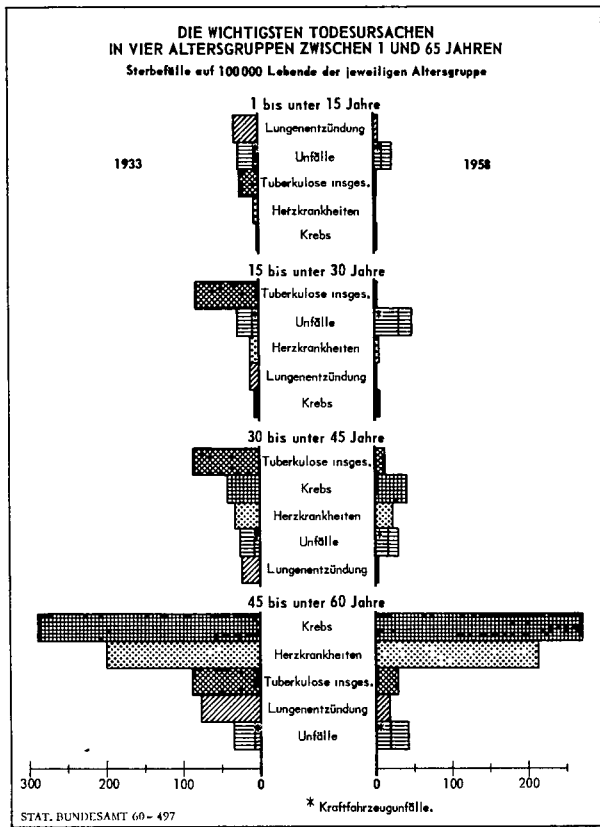 DIE WICHTIGSTEN TODESURSACHEN
IN VIER ALTERSGRUPPEN ZWISCHEN 1 UND 65 JAHREN
Sterbefälle auf 100 000 Lebende der jeweiligen Altersgruppe
1 bis unter 15 Jahre
1933
1958
Lungenentzündung
Unfälle
Tuberkulose insges.
Herzkrankheiten
Krebs
15 bis unter 30 Jahre
Tuberkulose insges.
Unfälle
Herzkrankheiten
Lungenentzündung
Krebs
30 bis unter 45 Jahre
Tuberkulose insges.
Krebs
Herzkrankheiten
Unfälle
Lungenentzündung
45 bis unter 60 Jahre
Krebs
Herzkrankheiten
Tuberkulose insges.
Lungenentzündung
Unfälle
300 200 100 0 0 100 200
* Kraftfahrzeugunfälle.
STAT. BUNDESAMT 60 - 497